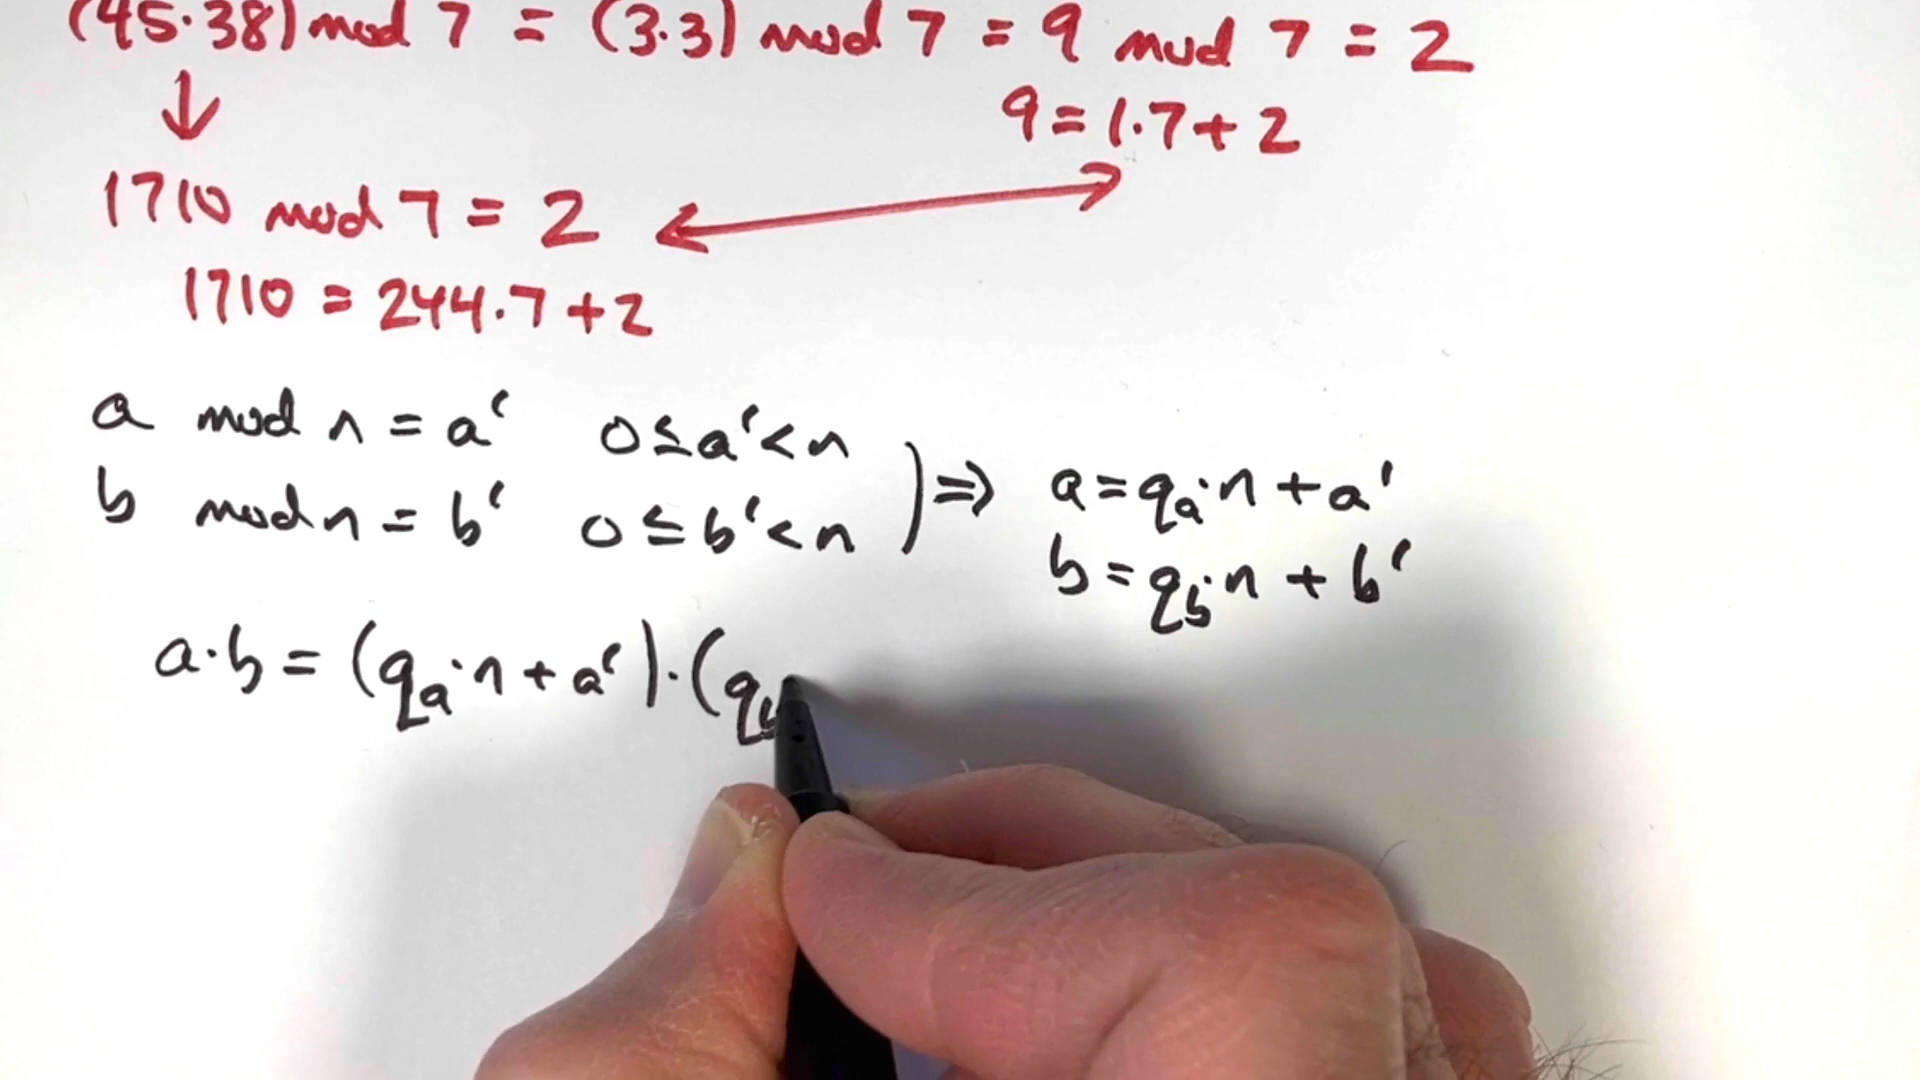 (45·38) mod 7 = (3·3) mod 7 = 9 mod 7 = 2
↓
9 = 1·7 + 2
1710 mod 7 = 2
1710 = 244·7 + 2
a mod n = a' 0 ≤ a' < n
b mod n = b' 0 ≤ b' < n ) ⇒ a = qₐ·n + a'
b = q_b·n + b'
a·b = (qₐ·n + a')·(q